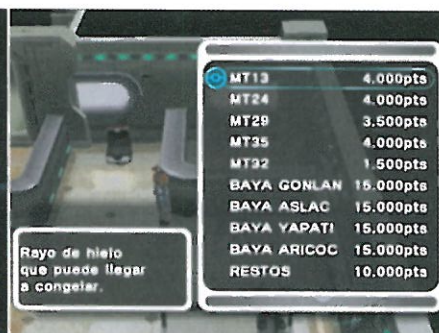 MT13 4.000pts
MT24 4.000pts
MT29 3.500pts
MT35 4.000pts
MT32 1.500pts
BAYA GONLAN 15.000pts
BAYA ASLAC 15.000pts
BAYA YAPATI 15.000pts
BAYA ARICOC 15.000pts
RESTOS 10.000pts
Rayo de hielo
que puede llegar
a congelar.